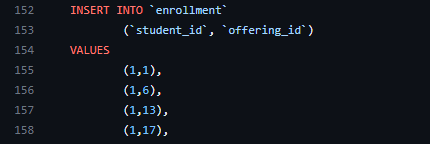 152 INSERT INTO `enrollment`
153 (`student_id`, `offering_id`)
154 VALUES
155 (1,1),
156 (1,6),
157 (1,13),
158 (1,17),